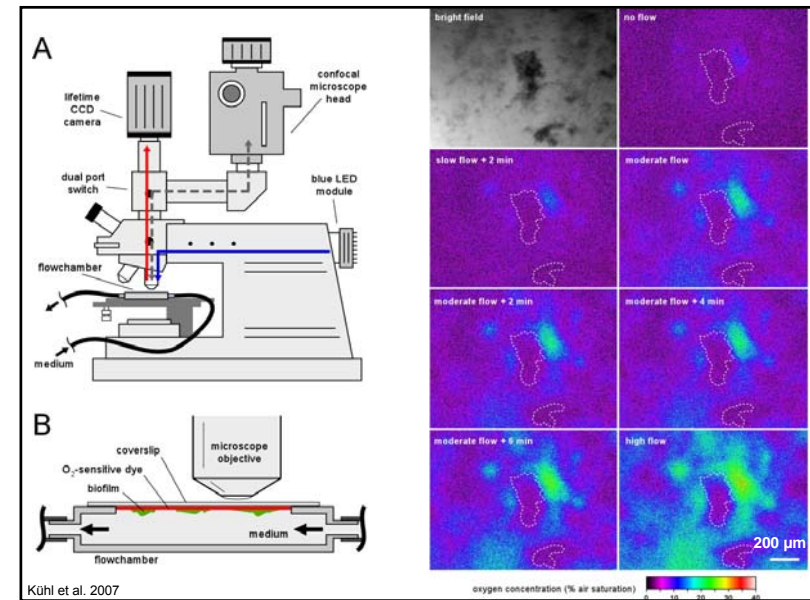 A
lifetime
CCD
camera
confocal
microscope
head
dual port
switch
blue LED
module
flowchamber
medium
B
coverslip
O2-sensitive dye
biofilm
microscope
objective
medium
flowchamber
Kühl et al. 2007
bright field
no flow
slow flow + 2 min
moderate flow
moderate flow + 2 min
moderate flow + 4 min
moderate flow + 6 min
high flow
200 µm
oxygen concentration (% air saturation)
0 10 20 30 40